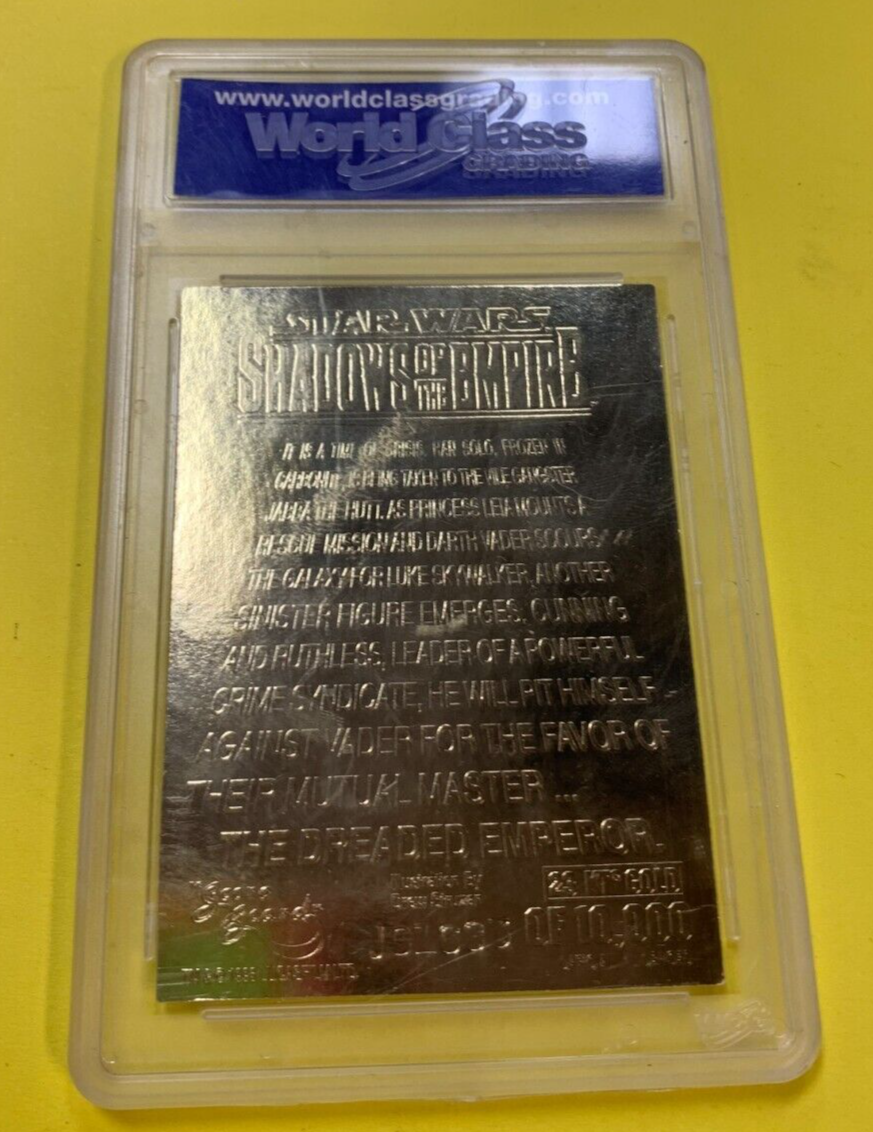 www.worldclassgrading.com
World Class
GRADING
STAR WARS
SHADOWS OF THE EMPIRE
IT IS A TIME OF CRISIS. HAN SOLO, FROZEN IN
CARBONITE, IS BEING TAKEN TO THE VILE GANGSTER
JABBA THE HUTT. AS PRINCESS LEIA MOUNTS A
RESCUE MISSION AND DARTH VADER SCOURS
THE GALAXY FOR LUKE SKYWALKER, ANOTHER
SINISTER FIGURE EMERGES. CUNNING
AND RUTHLESS, LEADER OF A POWERFUL
CRIME SYNDICATE, HE WILL PIT HIMSELF
AGAINST VADER FOR THE FAVOR OF
THEIR MUTUAL MASTER ...
THE DREADED EMPEROR.
Score Board
Illustration By
23 KT GOLD
OF 10,000